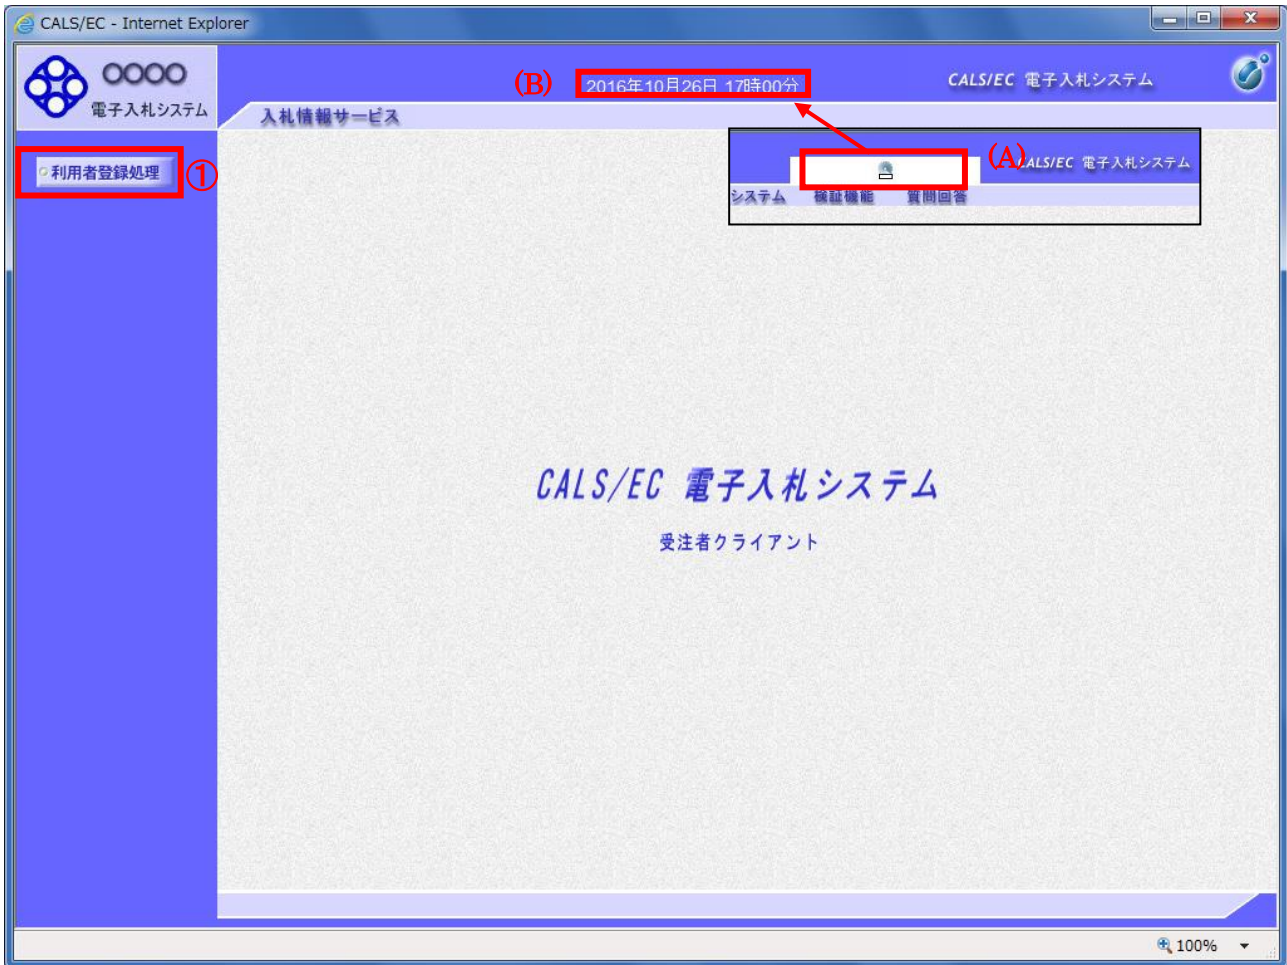 CALS/EC - Internet Explorer
○○○○
電子入札システム
(B)
2016年10月26日 17時00分
CALS/EC 電子入札システム
入札情報サービス
利用者登録処理
①
(A)
CALS/EC 電子入札システム
システム 検証機能 質問回答
CALS/EC 電子入札システム
受注者クライアント
100%